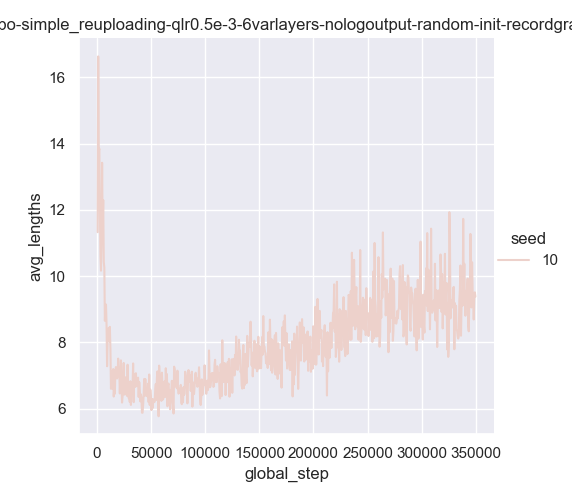 po-simple_reuploading-qlr0.5e-3-6varlayers-nologoutput-random-init-recordgra
16
14
12
10
8
6
avg_lengths
0 50000 100000 150000 200000 250000 300000 350000
global_step
seed
10